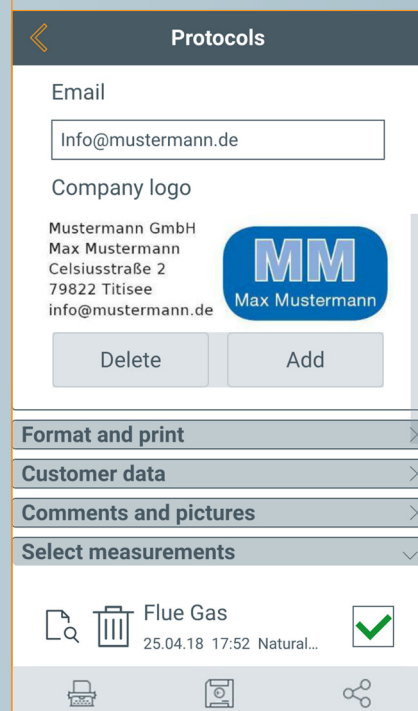 Protocols
Email
Info@mustermann.de
Company logo
Mustermann GmbH
Max Mustermann
Celsiusstraße 2
79822 Titisee
info@mustermann.de
MM
Max Mustermann
Delete
Add
Format and print
Customer data
Comments and pictures
Select measurements
Flue Gas
25.04.18 17:52 Natural...